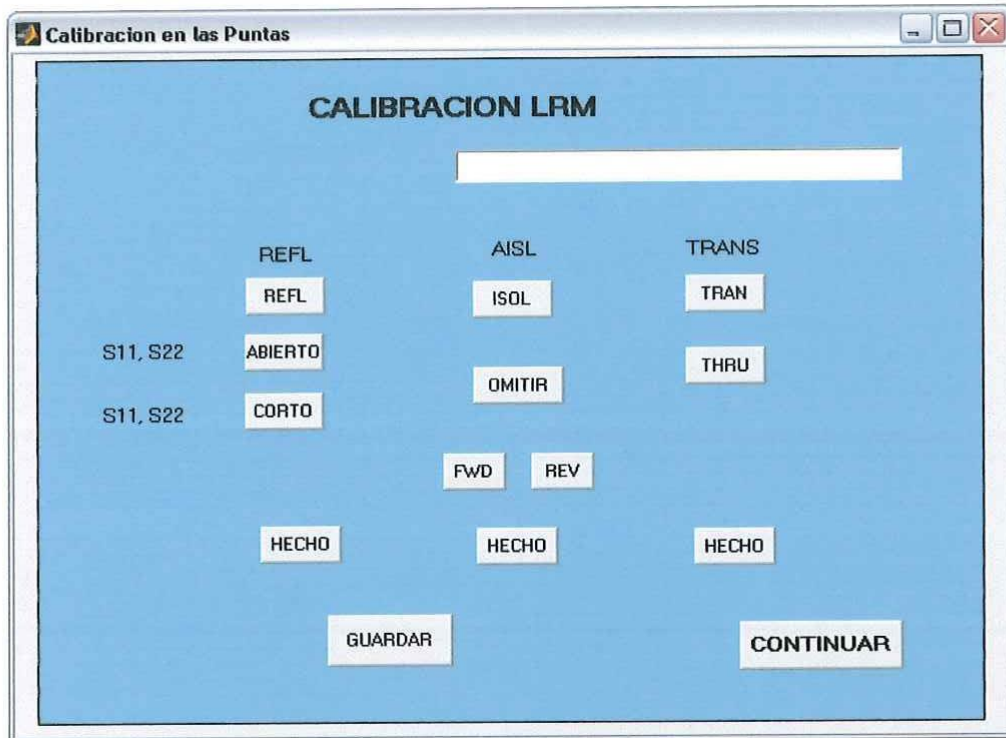 Calibracion en las Puntas
CALIBRACION LRM
REFL AISL TRANS
REFL ISOL TRAN
S11, S22 ABIERTO OMITIR THRU
S11, S22 CORTO
FWD REV
HECHO HECHO HECHO
GUARDAR CONTINUAR